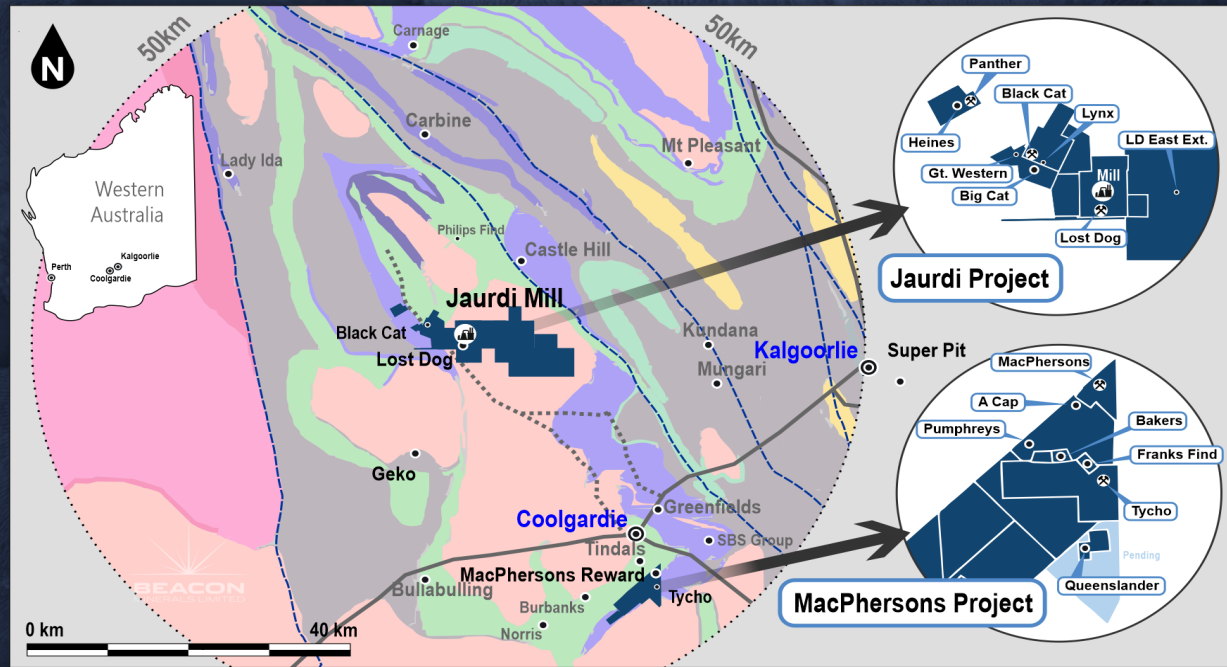 50km
50km
N
Western
Australia
Kalgoorlie
Perth
Coolgardie
Carnage
Carbine
Lady Ida
Mt Pleasant
Philips Find
Castle Hill
Jaurdi Mill
Black Cat
Lost Dog
Kundana
Mungari
Kalgoorlie
Super Pit
Geko
Coolgardie
Greenfields
SBS Group
Tindals
MacPhersons Reward
Tycho
Bullabulling
Burbanks
Norris
BEACON
MINERALS LIMITED
0 km
40 km
Panther
Black Cat
Lynx
Heines
LD East Ext.
Gt. Western
Mill
Big Cat
Lost Dog
Jaurdi Project
MacPhersons
A Cap
Pumphreys
Bakers
Franks Find
Tycho
Pending
Queenslander
MacPhersons Project